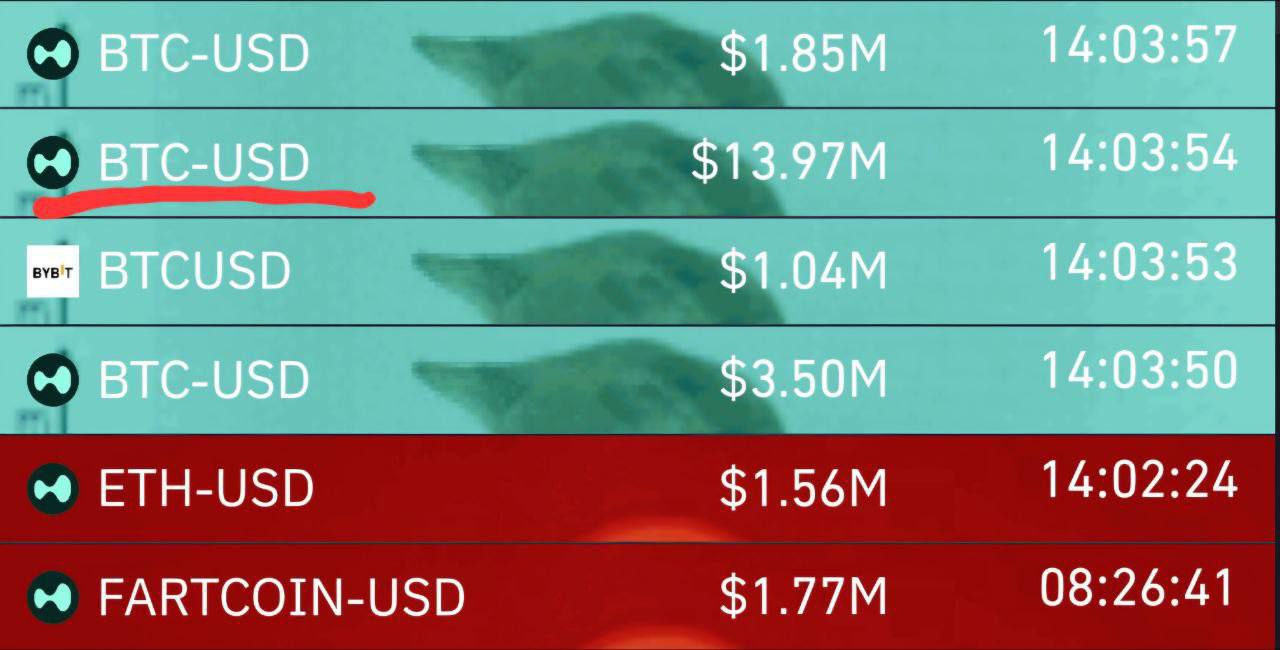 BTC-USD $1.85M 14:03:57
BTC-USD $13.97M 14:03:54
BYBIT BTCUSD $1.04M 14:03:53
BTC-USD $3.50M 14:03:50
ETH-USD $1.56M 14:02:24
FARTCOIN-USD $1.77M 08:26:41